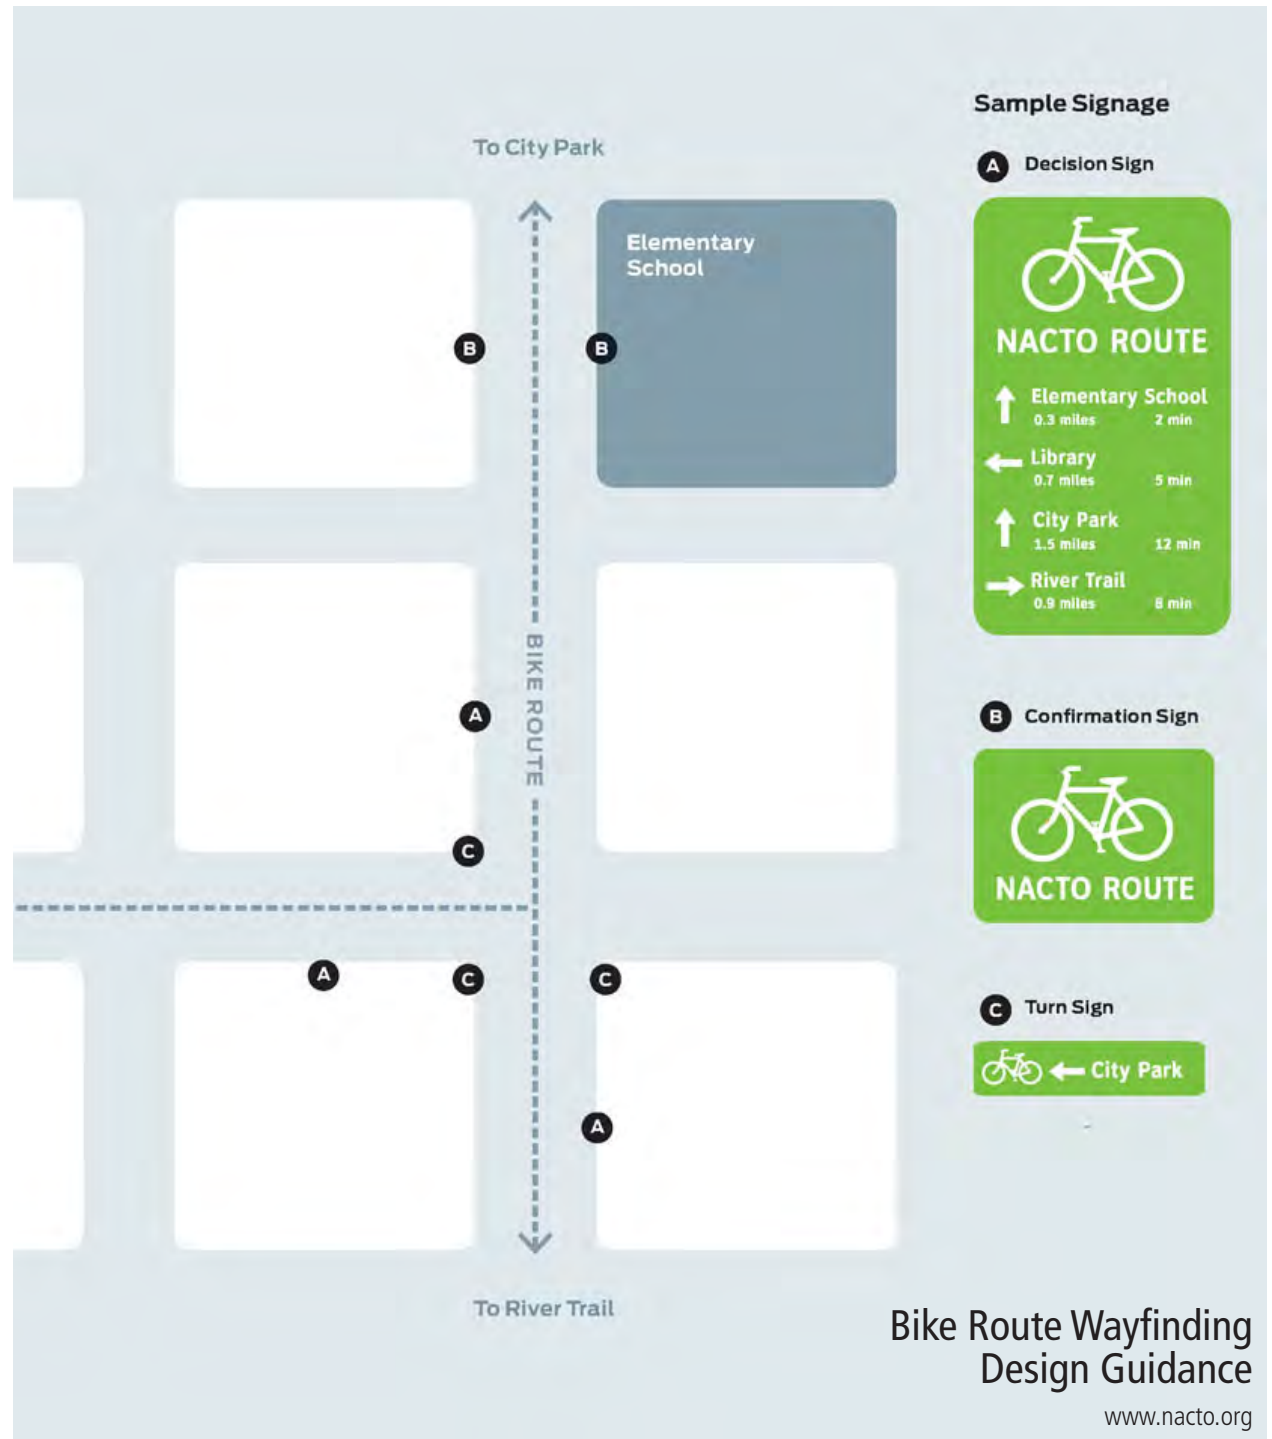 To City Park
Elementary
School
B
B
A
BIKE ROUTE
C
A
C
C
A
To River Trail
Sample Signage
A Decision Sign
NACTO ROUTE
Elementary School
0.3 miles 2 min
Library
0.7 miles 5 min
City Park
1.5 miles 12 min
River Trail
0.9 miles 8 min
B Confirmation Sign
NACTO ROUTE
C Turn Sign
City Park
Bike Route Wayfinding
Design Guidance
www.nacto.org